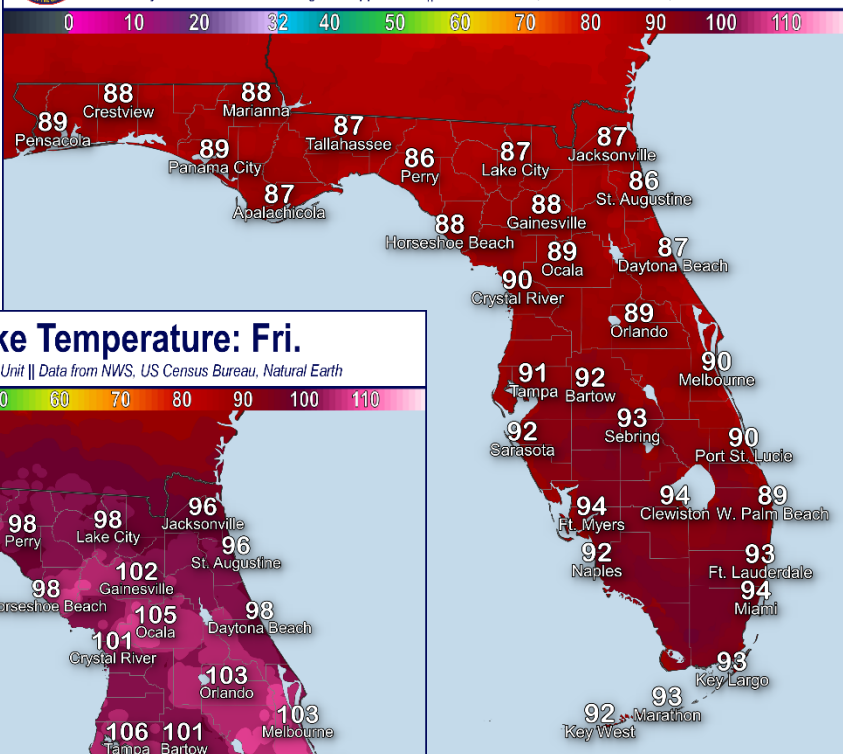 0 10 20 32 40 50 60 70 80 90 100 110
88
Crestview
88
Marianna
89
Pensacola
87
Tallahassee
89
Panama City
86
Perry
87
Lake City
87
Jacksonville
87
Apalachicola
86
St. Augustine
88
Gainesville
88
Horseshoe Beach
89
Ocala
87
Daytona Beach
90
Crystal River
89
Orlando
91
Tampa
92
Bartow
90
Melbourne
92
Sarasota
93
Sebring
90
Port St. Lucie
94
Ft. Myers
94
Clewiston
89
W. Palm Beach
92
Naples
93
Ft. Lauderdale
94
Miami
93
Key Largo
93
Marathon
92
Key West
ke Temperature: Fri.
Unit || Data from NWS, US Census Bureau, Natural Earth
0 60 70 80 90 100 110
98
Perry
98
Lake City
96
Jacksonville
96
St. Augustine
102
Gainesville
98
orseshoe Beach
105
Ocala
98
Daytona Beach
101
Crystal River
103
Orlando
103
Melbourne
106
Tampa
101
Bartow